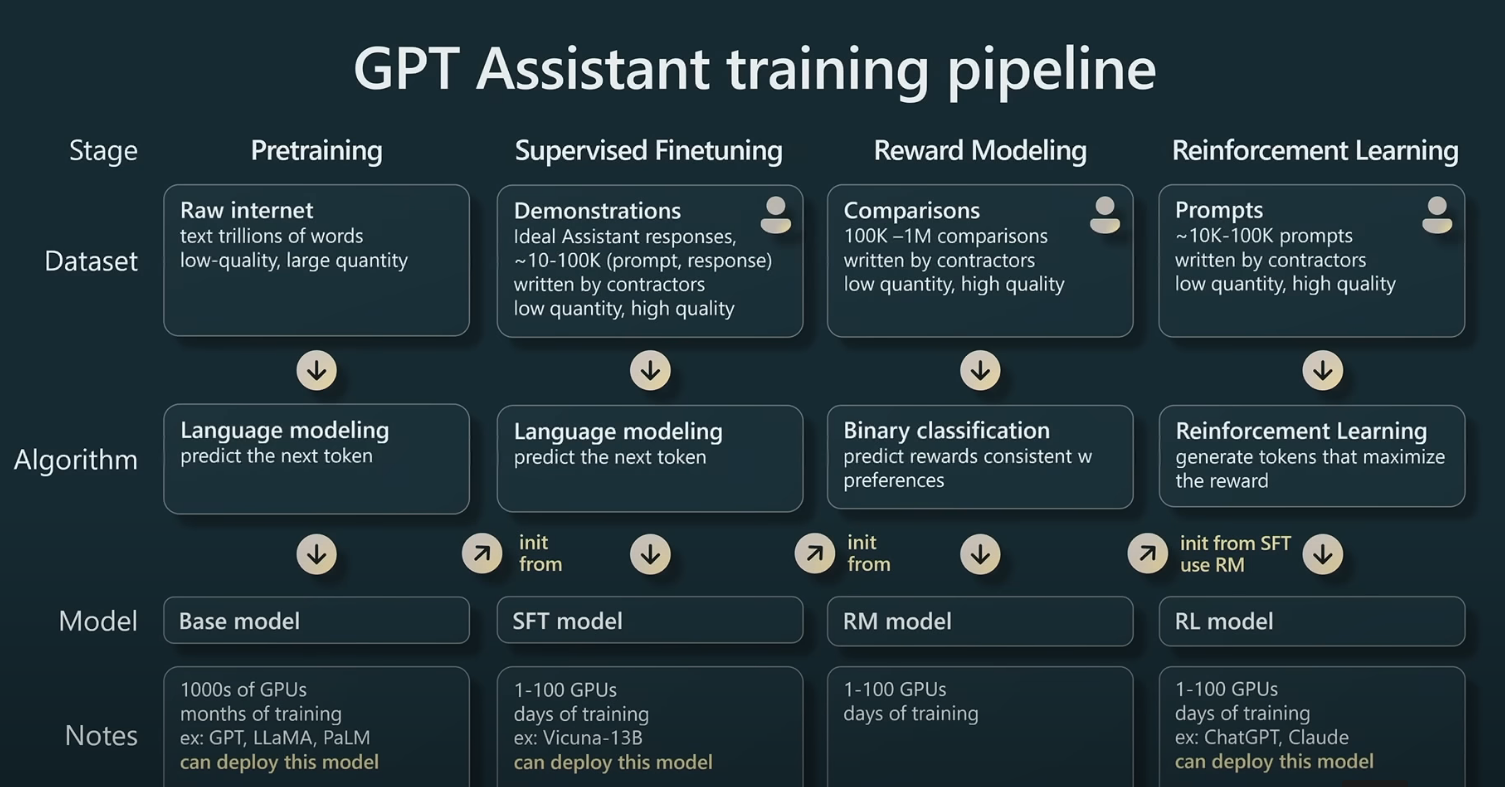 GPT Assistant training pipeline
Stage
Pretraining
Supervised Finetuning
Reward Modeling
Reinforcement Learning
Dataset
Raw internet
text trillions of words
low-quality, large quantity
Demonstrations
Ideal Assistant responses,
~10-100K (prompt, response)
written by contractors
low quantity, high quality
Comparisons
100K –1M comparisons
written by contractors
low quantity, high quality
Prompts
~10K-100K prompts
written by contractors
low quantity, high quality
Algorithm
Language modeling
predict the next token
Language modeling
predict the next token
Binary classification
predict rewards consistent w
preferences
Reinforcement Learning
generate tokens that maximize
the reward
init
from
init
from
init from SFT
use RM
Model
Base model
SFT model
RM model
RL model
Notes
1000s of GPUs
months of training
ex: GPT, LLaMA, PaLM
can deploy this model
1-100 GPUs
days of training
ex: Vicuna-13B
can deploy this model
1-100 GPUs
days of training
1-100 GPUs
days of training
ex: ChatGPT, Claude
can deploy this model